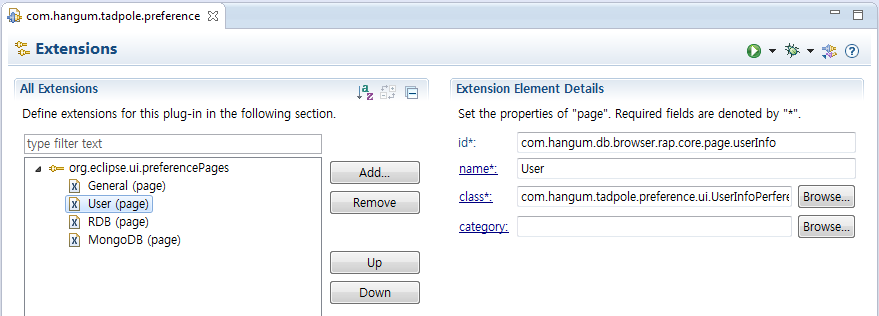 com.hangum.tadpole.preference
Extensions
All Extensions
Define extensions for this plug-in in the following section.
type filter text
org.eclipse.ui.preferencePages
General (page)
User (page)
RDB (page)
MongoDB (page)
Add...
Remove
Up
Down
Extension Element Details
Set the properties of "page". Required fields are denoted by "*".
id*: com.hangum.db.browser.rap.core.page.userInfo
name*: User
class*: com.hangum.tadpole.preference.ui.UserInfoPerfere Browse...
category: Browse...